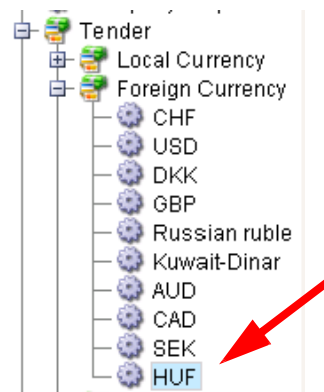 Tender
Local Currency
Foreign Currency
CHF
USD
DKK
GBP
Russian ruble
Kuwait-Dinar
AUD
CAD
SEK
HUF